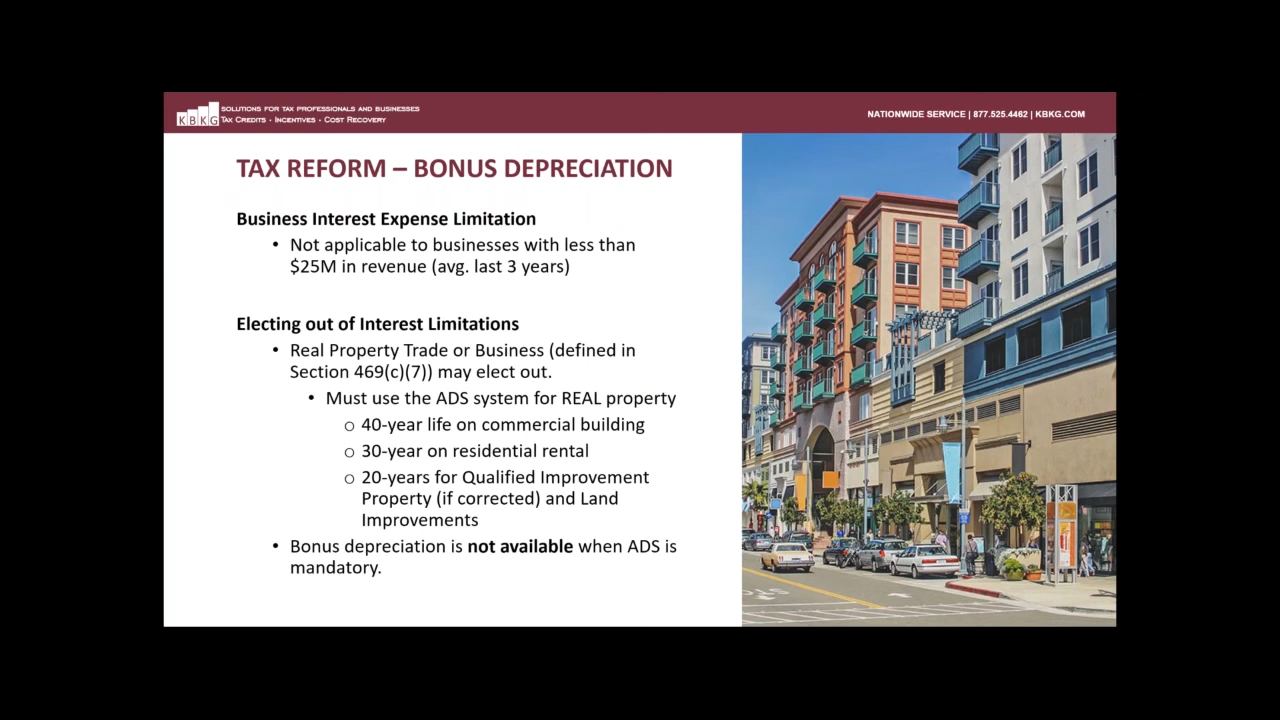 KBKG
SOLUTIONS FOR TAX PROFESSIONALS AND BUSINESSES
TAX CREDITS · INCENTIVES · COST RECOVERY
NATIONWIDE SERVICE | 877.525.4462 | KBKG.COM
TAX REFORM – BONUS DEPRECIATION
Business Interest Expense Limitation
• Not applicable to businesses with less than
$25M in revenue (avg. last 3 years)
Electing out of Interest Limitations
• Real Property Trade or Business (defined in
Section 469(c)(7)) may elect out.
• Must use the ADS system for REAL property
o 40-year life on commercial building
o 30-year on residential rental
o 20-years for Qualified Improvement
Property (if corrected) and Land
Improvements
• Bonus depreciation is not available when ADS is
mandatory.